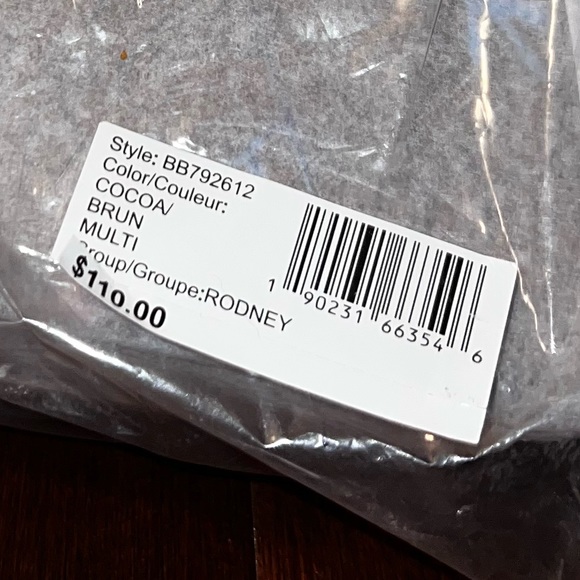 Style: BB792612
Color/Couleur:
COCOA/
BRUN
MULTI
Group/Groupe:RODNEY
$110.00
1 90231 66354 6